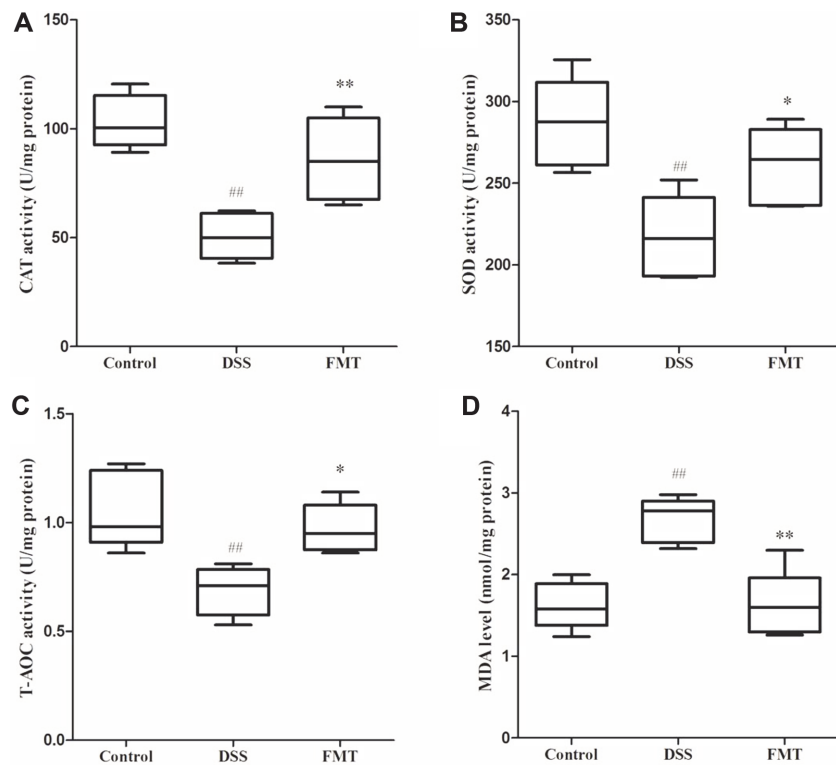 A
CAT activity (U/mg protein)
150
100
50
0
##
**
Control DSS FMT
B
SOD activity (U/mg protein)
350
300
250
200
150
##
*
Control DSS FMT
C
T-AOC activity (U/mg protein)
1.5
1.0
0.5
0.0
##
*
Control DSS FMT
D
MDA level (nmol/mg protein)
4
3
2
1
0
##
**
Control DSS FMT